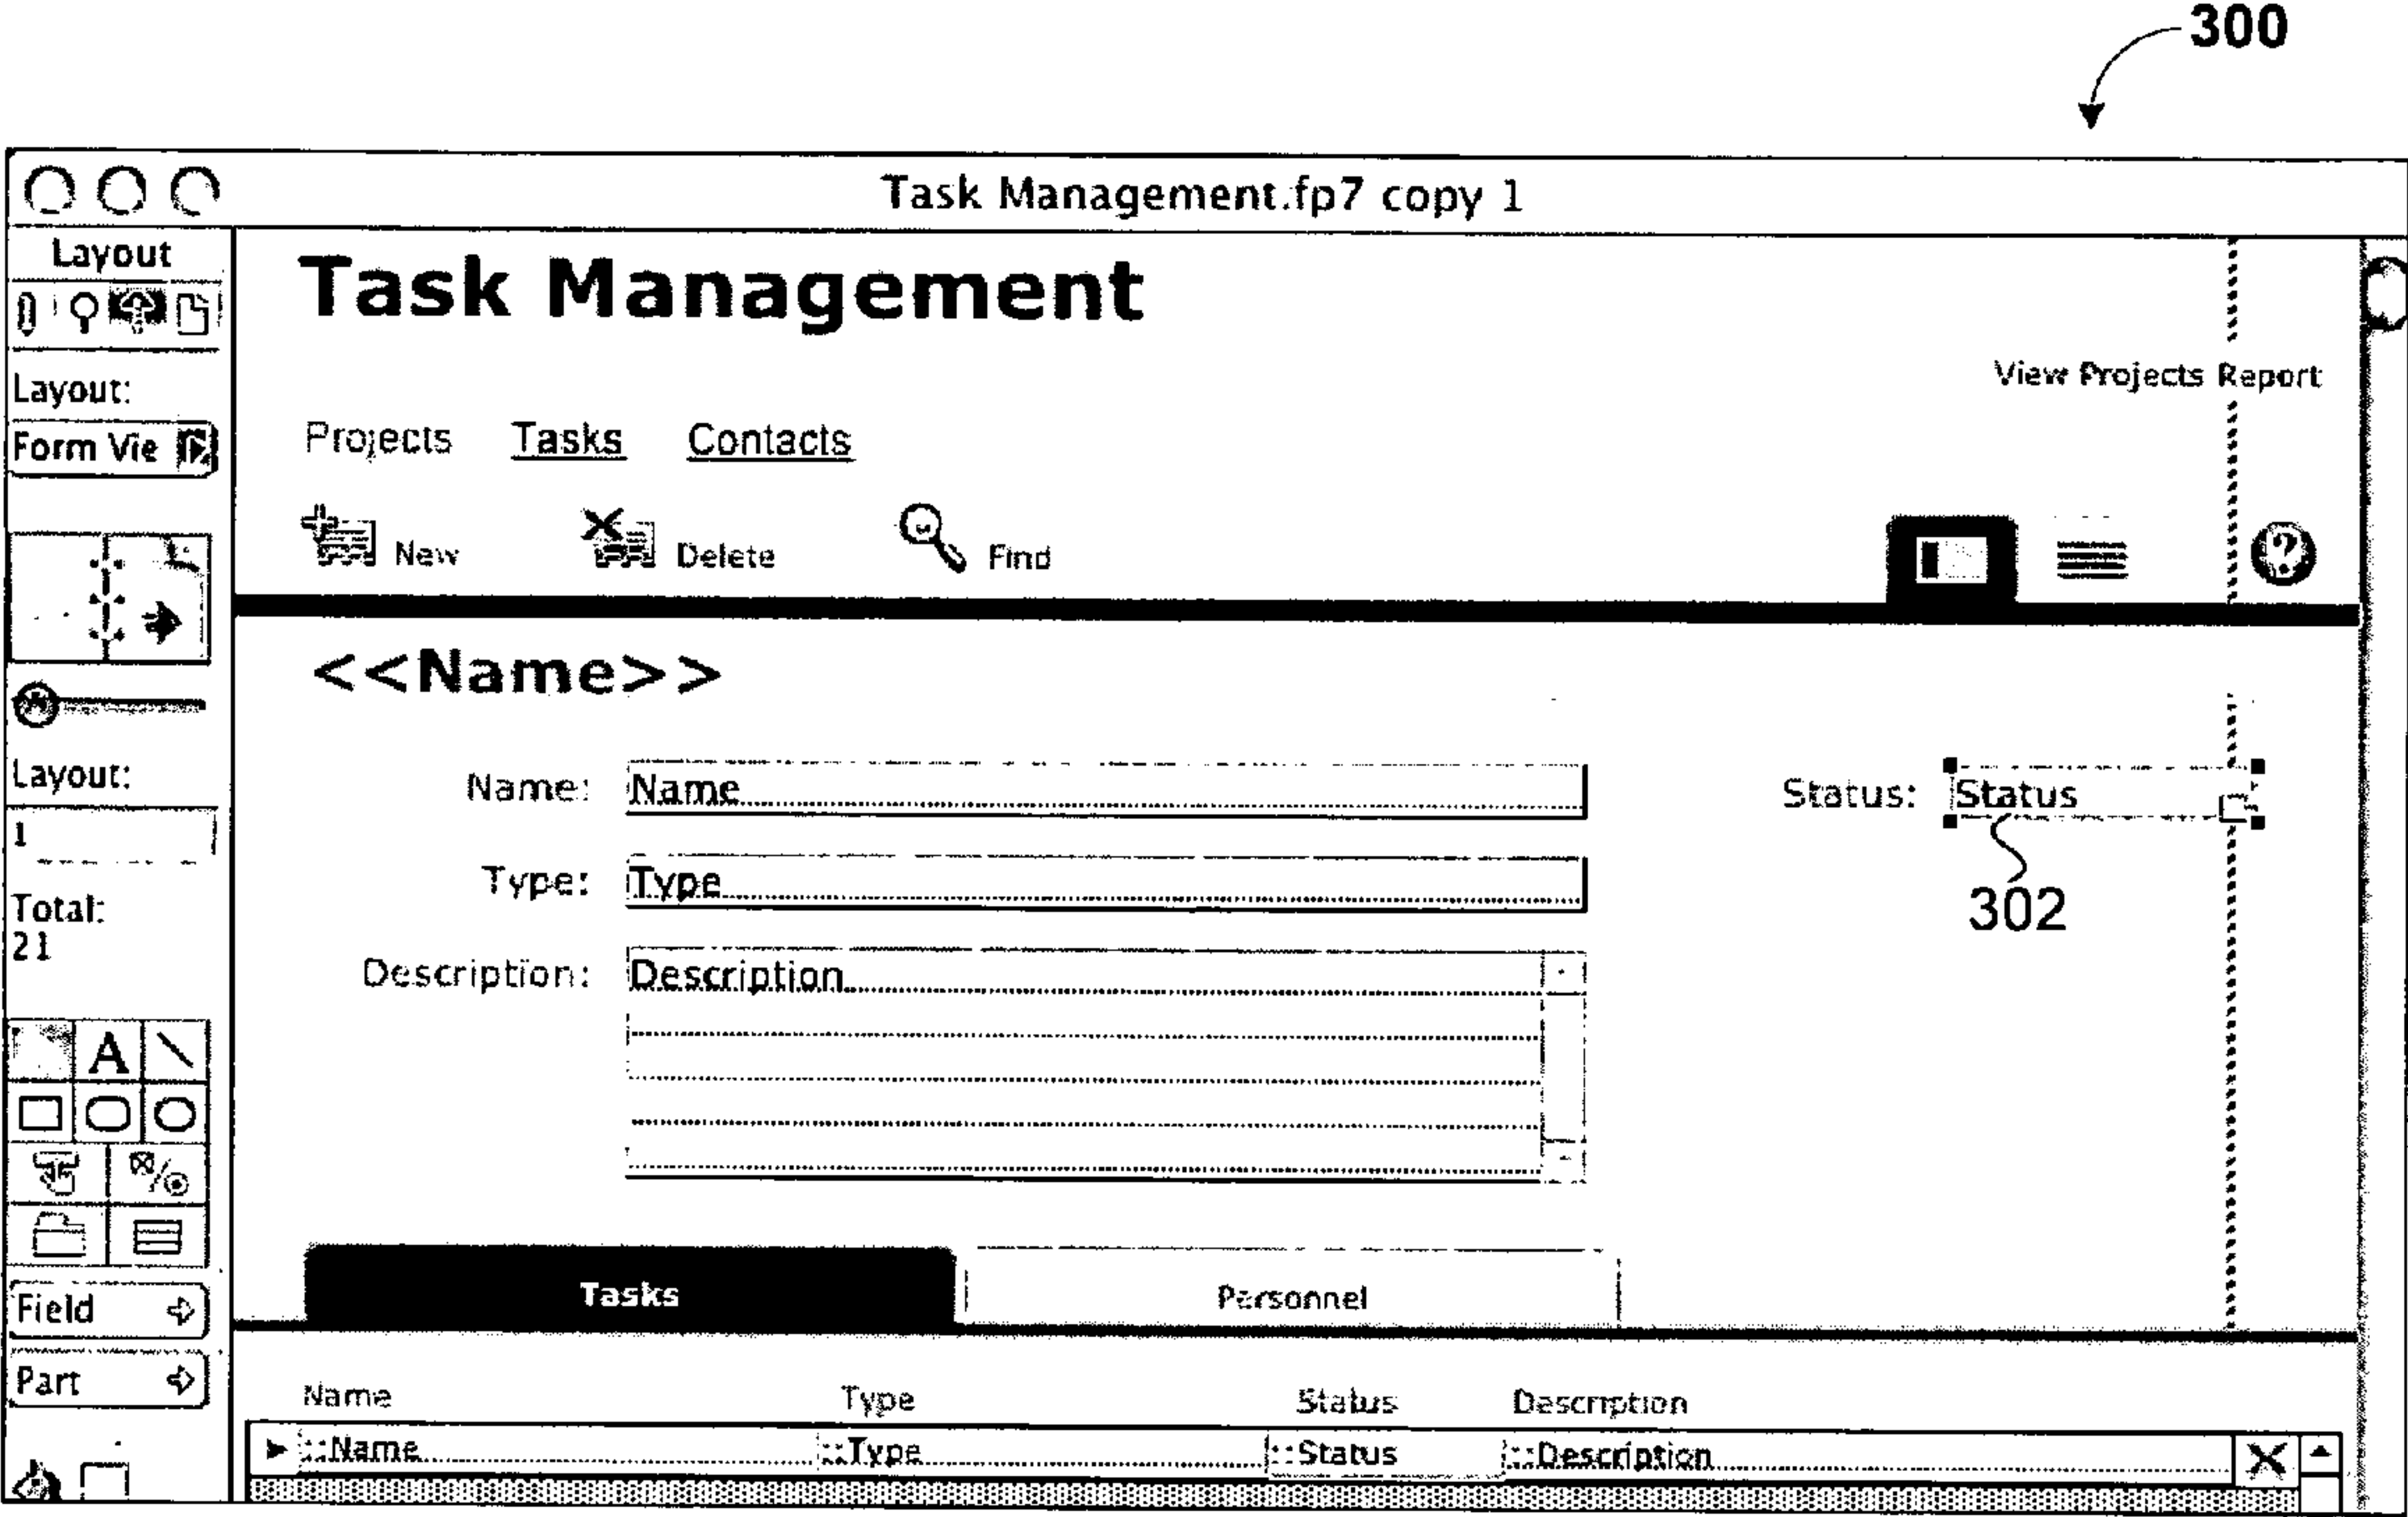 300
Task Management.fp7 copy 1
Layout
Task Management
Layout:
View Projects Report
Form Vie
Projects Tasks Contacts
New Delete Find
?
<<Name>>
Layout:
Name: Name
Status: Status
1
Type: Type
302
Total:
21
Description: Description
A
Tasks Personnel
Field
Part
Name Type Status Description
::Name ::Type ::Status ::Description X